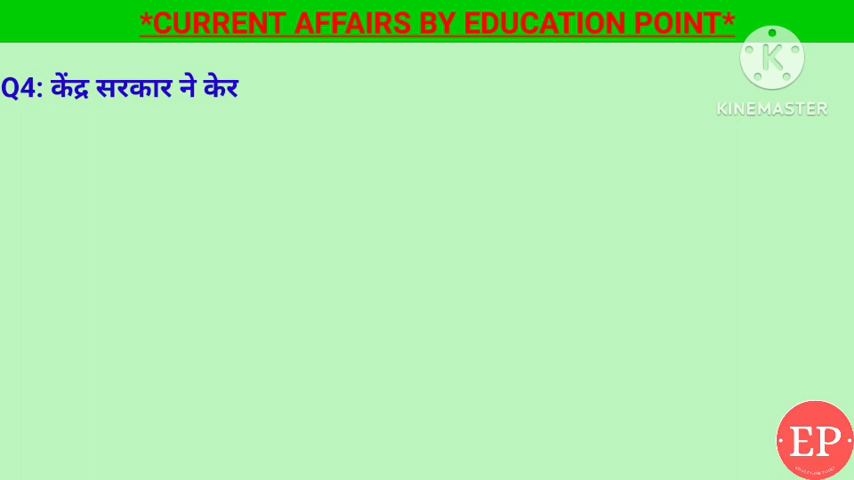 *CURRENT AFFAIRS BY EDUCATION POINT*
KINEMASTER
Q4: केंद्र सरकार ने केर
EP